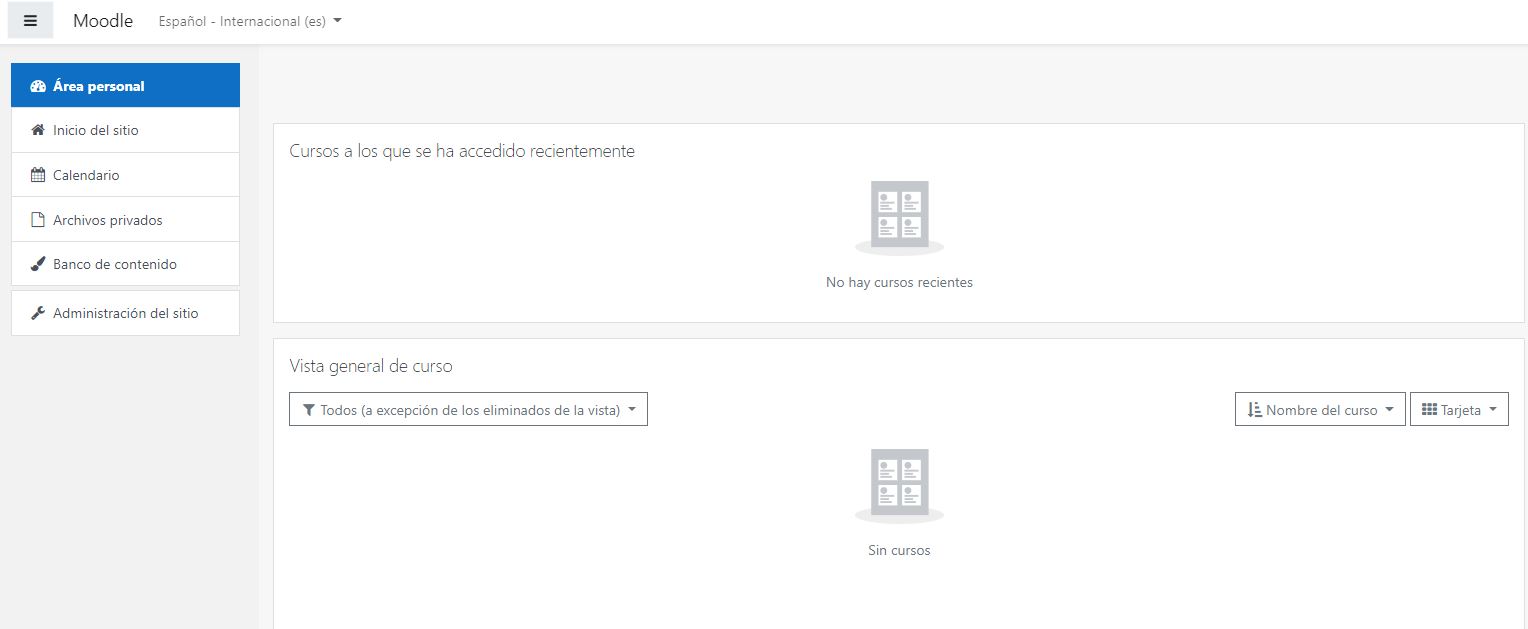 Moodle Español - Internacional (es)
Área personal
Inicio del sitio
Calendario
Archivos privados
Banco de contenido
Administración del sitio
Cursos a los que se ha accedido recientemente
No hay cursos recientes
Vista general de curso
Todos (a excepción de los eliminados de la vista) Nombre del curso Tarjeta
Sin cursos